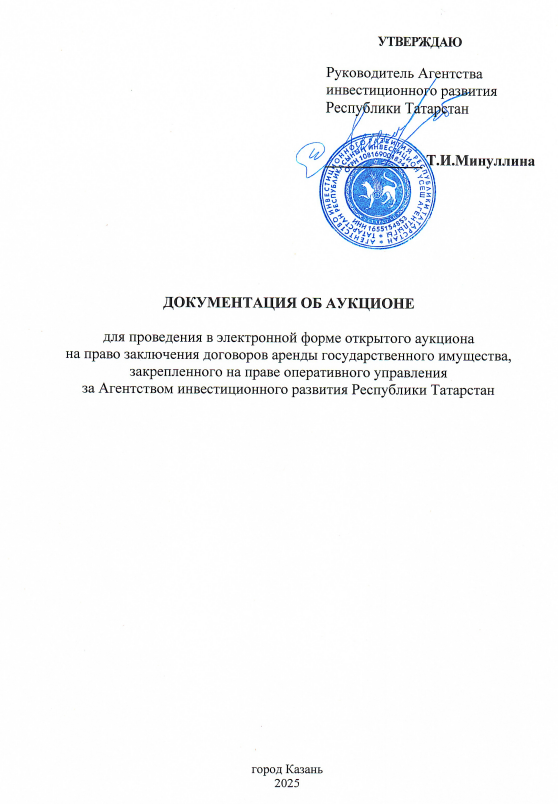 УТВЕРЖДАЮ
Руководитель Агентства
инвестиционного развития
Республики Татарстан
Т.И.Минуллина
ИНН 1655154853
ДОКУМЕНТАЦИЯ ОБ АУКЦИОНЕ
для проведения в электронной форме открытого аукциона
на право заключения договоров аренды государственного имущества,
закрепленного на праве оперативного управления
за Агентством инвестиционного развития Республики Татарстан
город Казань
2025